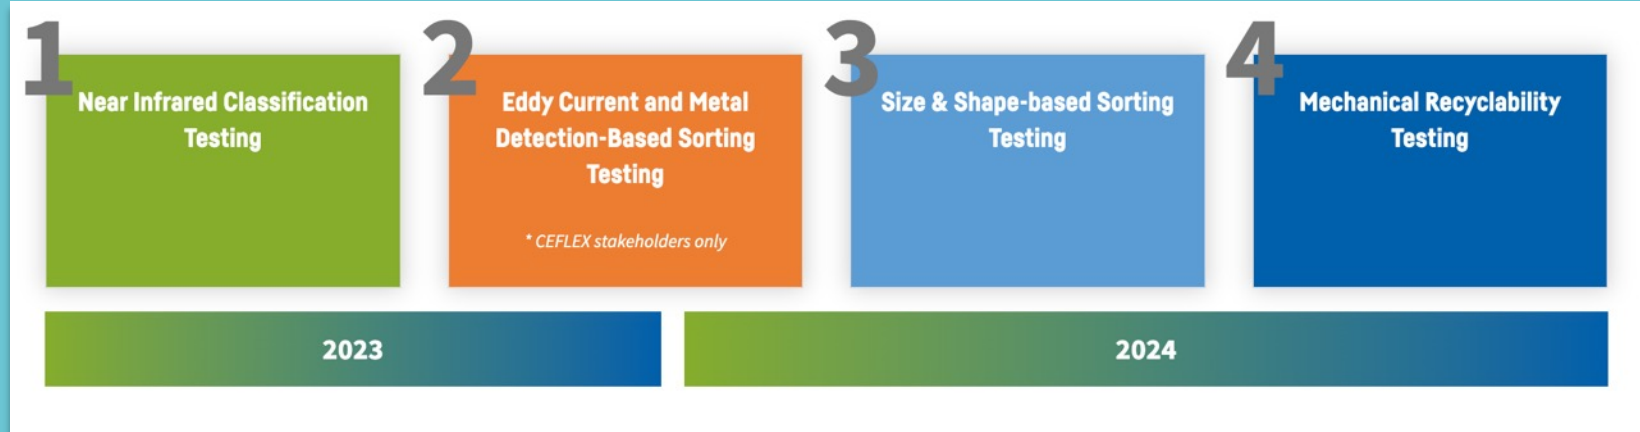 1
Near Infrared Classification
Testing
2
Eddy Current and Metal
Detection-Based Sorting
Testing
* CEFLEX stakeholders only
3
Size & Shape-based Sorting
Testing
4
Mechanical Recyclability
Testing
2023
2024